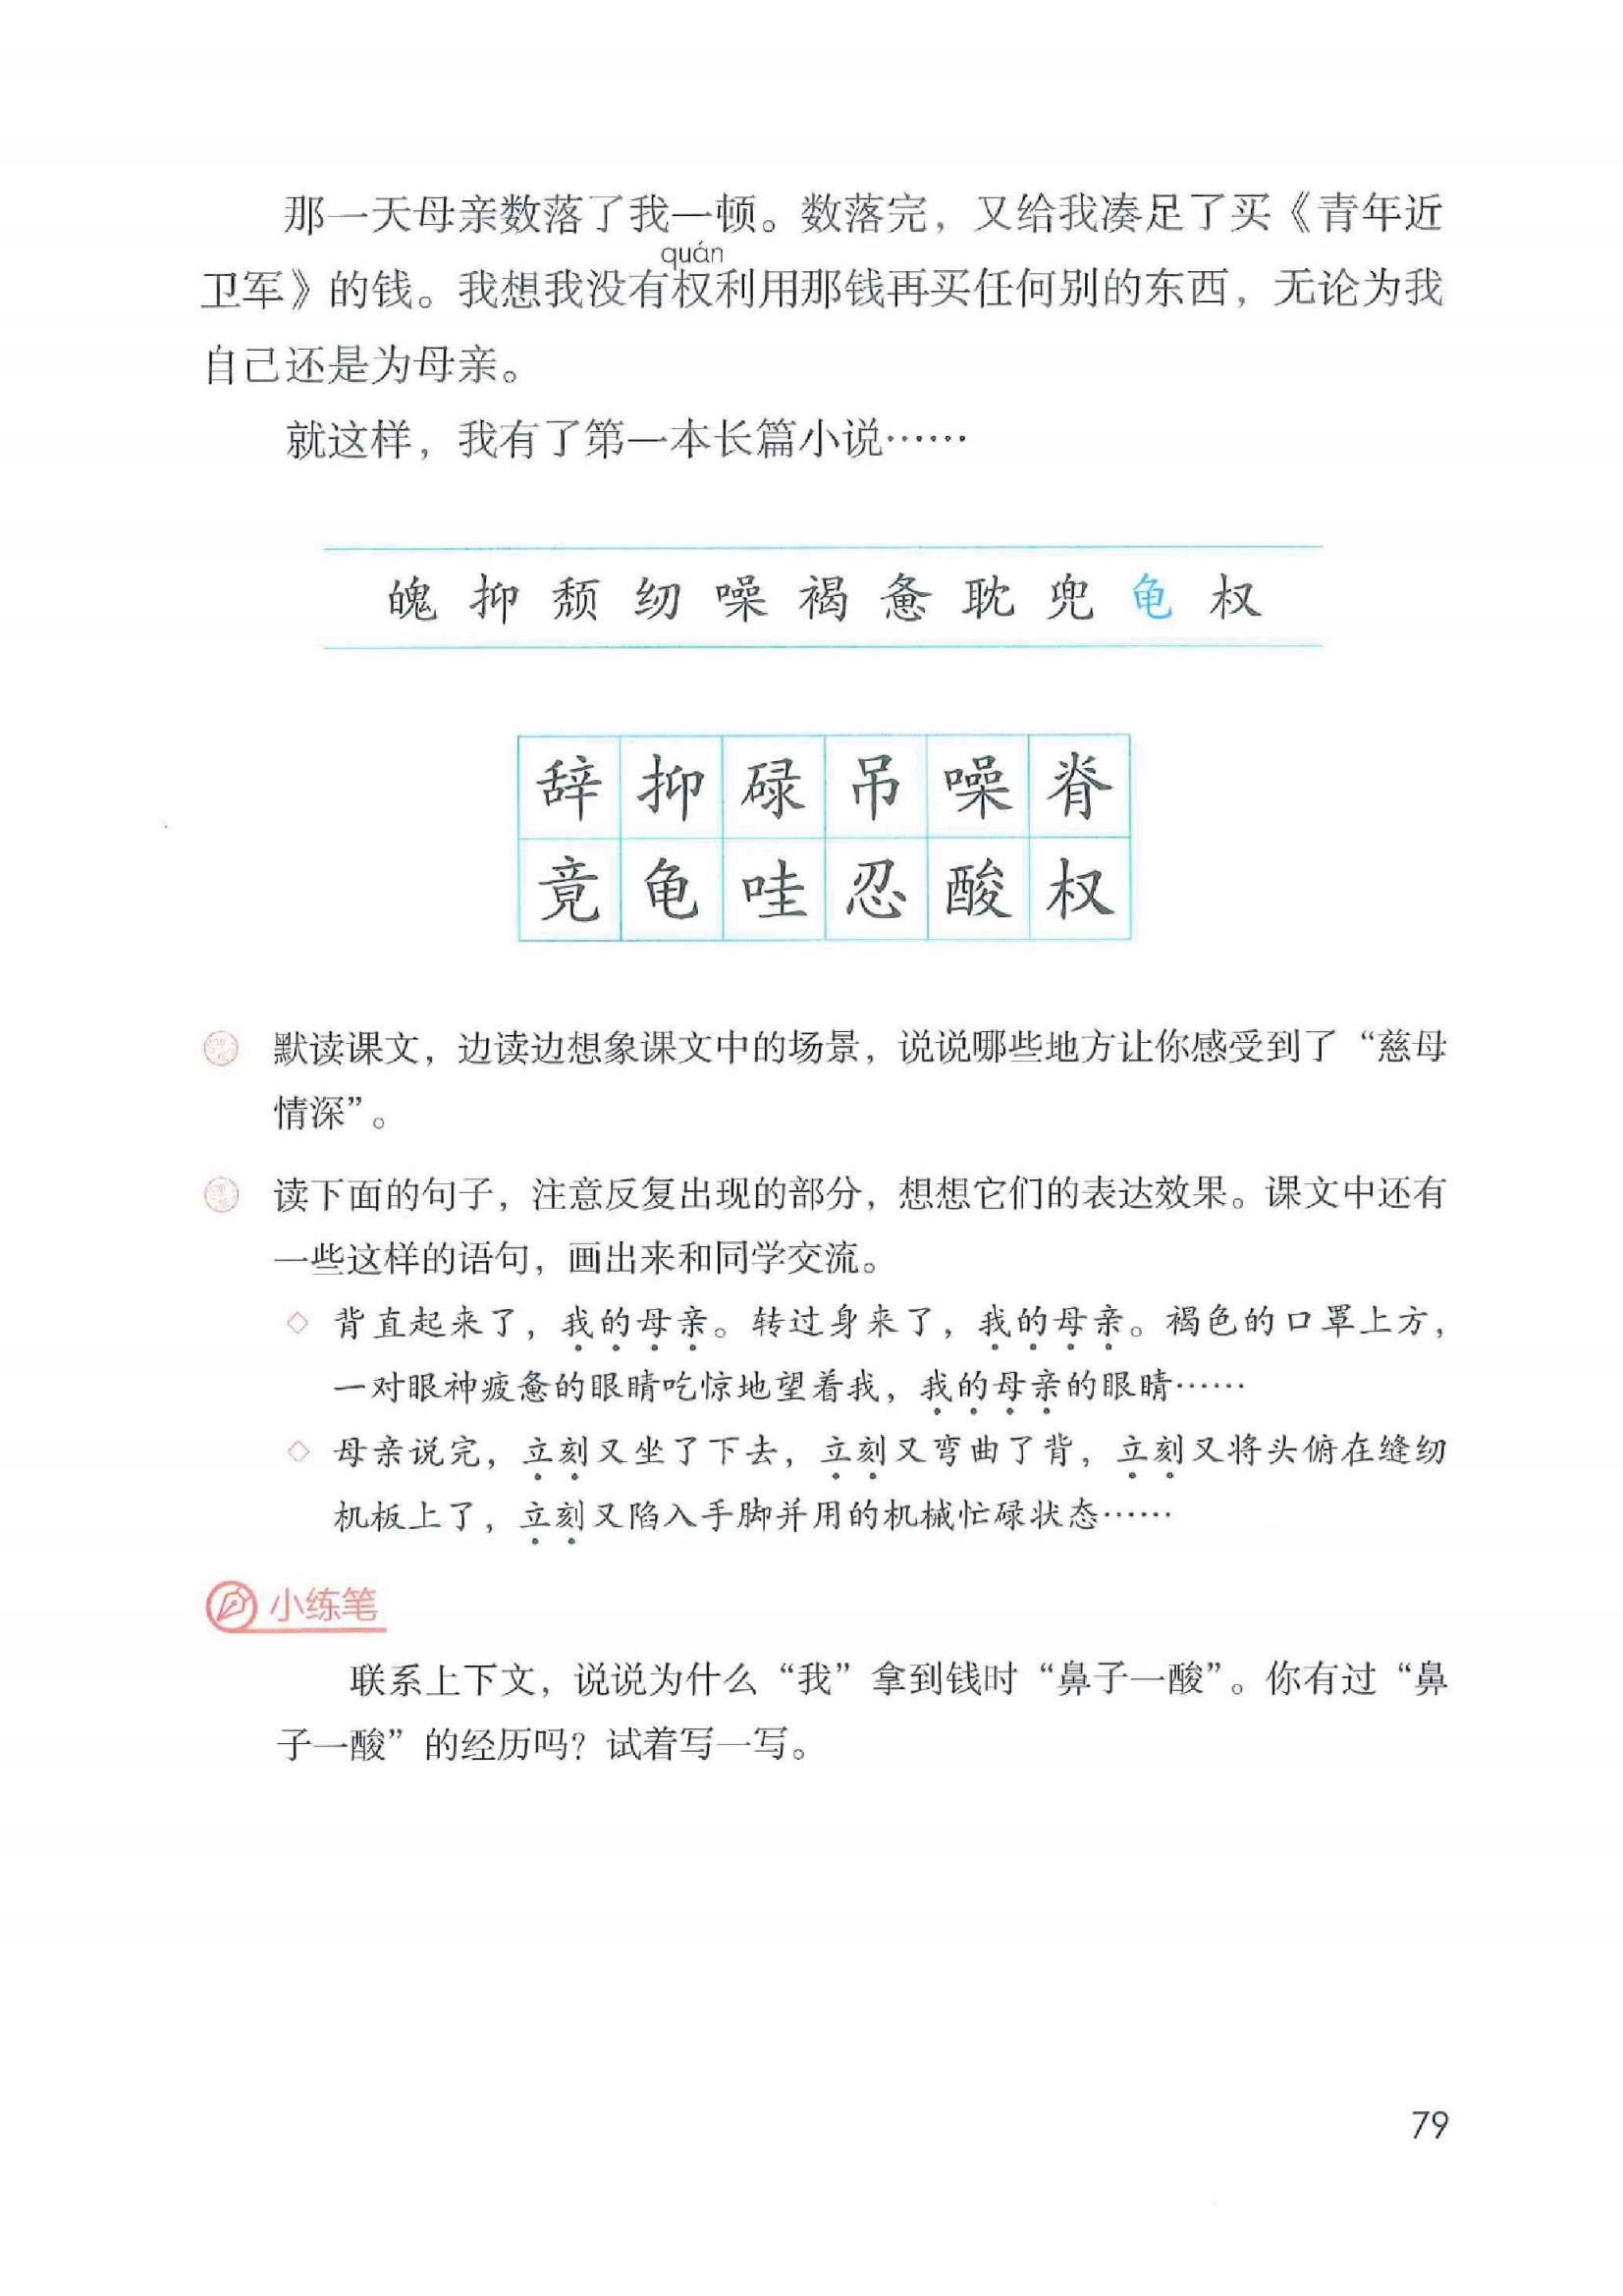 那一天母亲数落了我一顿。数落完，又给我凑足了买《青年近
quán
卫军》的钱。我想我没有权利用那钱再买任何别的东西，无论为我
自己还是为母亲。
就这样，我有了第一本长篇小说……
魄 抑 颓 纫 噪 褐 惫 耽 兜 龟 权
辞 抑 碌 吊 噪 脊
竟 龟 哇 忍 酸 权
默读课文，边读边想象课文中的场景，说说哪些地方让你感受到了“慈母
情深”。
读下面的句子，注意反复出现的部分，想想它们的表达效果。课文中还有
一些这样的语句，画出来和同学交流。
◇ 背直起来了，我的母亲。转过身来了，我的母亲。褐色的口罩上方，
一对眼神疲惫的眼睛吃惊地望着我，我的母亲的眼睛……
◇ 母亲说完，立刻又坐了下去，立刻又弯曲了背，立刻又将头俯在缝纫
机板上了，立刻又陷入手脚并用的机械忙碌状态……
小练笔
联系上下文，说说为什么“我”拿到钱时“鼻子一酸”。你有过“鼻
子一酸”的经历吗？试着写一写。
79